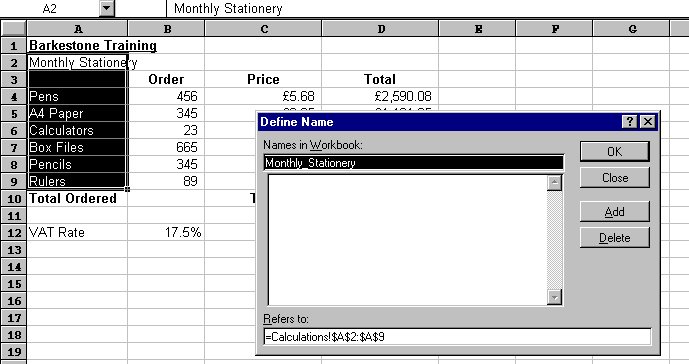 A2 Monthly Stationery
A B C D E F G
1 Barkestone Training
2 Monthly Stationery
3 Order Price Total
4 Pens 456 £5.68 £2,590.08
5 A4 Paper 345
6 Calculators 23
7 Box Files 665
8 Pencils 345
9 Rulers 89
10 Total Ordered
11
12 VAT Rate 17.5%
13
14
15
16
17
18
19
Define Name
Names in Workbook:
Monthly_Stationery
OK
Close
Add
Delete
Refers to:
=Calculations!$A$2:$A$9